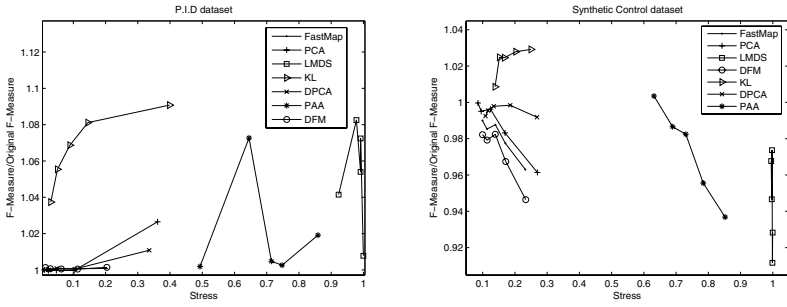 P.I.D dataset
F−Measure/Original F−Measure
1.12
1.1
1.08
1.06
1.04
1.02
1
0.1 0.2 0.3 0.4 0.5 0.6 0.7 0.8 0.9 1
Stress
FastMap
PCA
LMDS
KL
DPCA
PAA
DFM
Synthetic Control dataset
F−Measure/Original F−Measure
1.04
1.02
1
0.98
0.96
0.94
0.92
0.1 0.2 0.3 0.4 0.5 0.6 0.7 0.8 0.9 1
Stress
FastMap
PCA
LMDS
DFM
KL
DPCA
PAA